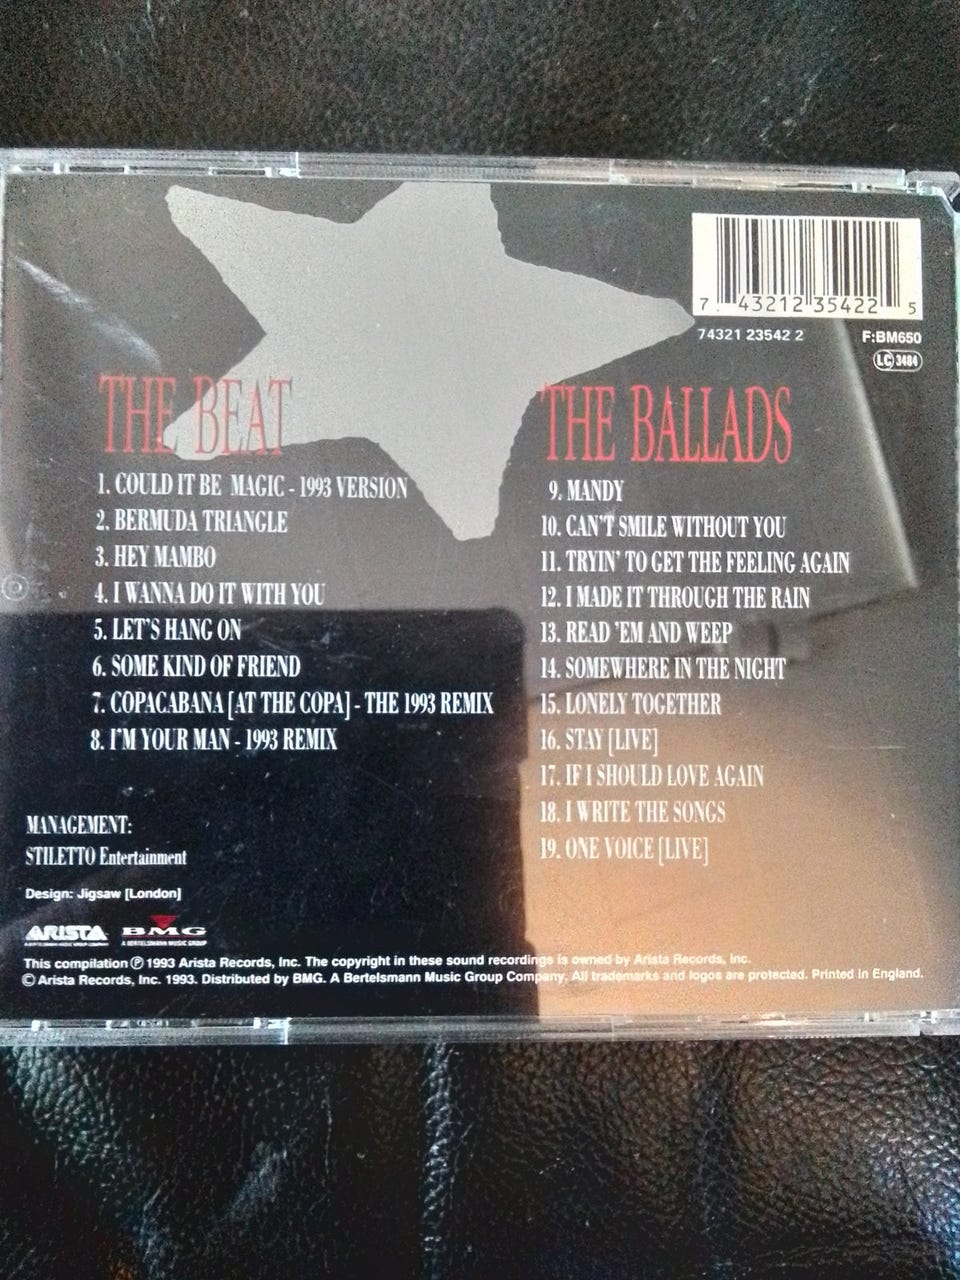 7 43212 35422 5
74321 23542 2
F:BM650
LC 3484
THE BEAT
1. COULD IT BE MAGIC - 1993 VERSION
2. BERMUDA TRIANGLE
3. HEY MAMBO
4. I WANNA DO IT WITH YOU
5. LET'S HANG ON
6. SOME KIND OF FRIEND
7. COPACABANA [AT THE COPA] - THE 1993 REMIX
8. I'M YOUR MAN - 1993 REMIX
THE BALLADS
9. MANDY
10. CAN'T SMILE WITHOUT YOU
11. TRYIN' TO GET THE FEELING AGAIN
12. I MADE IT THROUGH THE RAIN
13. READ 'EM AND WEEP
14. SOMEWHERE IN THE NIGHT
15. LONELY TOGETHER
16. STAY [LIVE]
17. IF I SHOULD LOVE AGAIN
18. I WRITE THE SONGS
19. ONE VOICE [LIVE]
MANAGEMENT:
STILETTO Entertainment
Design: Jigsaw [London]
ARISTA
A BERTELSMANN MUSIC GROUP COMPANY
BMG
A BERTELSMANN MUSIC GROUP
This compilation Ⓟ 1993 Arista Records, Inc. The copyright in these sound recordings is owned by Arista Records, Inc.
© Arista Records, Inc. 1993. Distributed by BMG. A Bertelsmann Music Group Company. All trademarks and logos are protected. Printed in England.